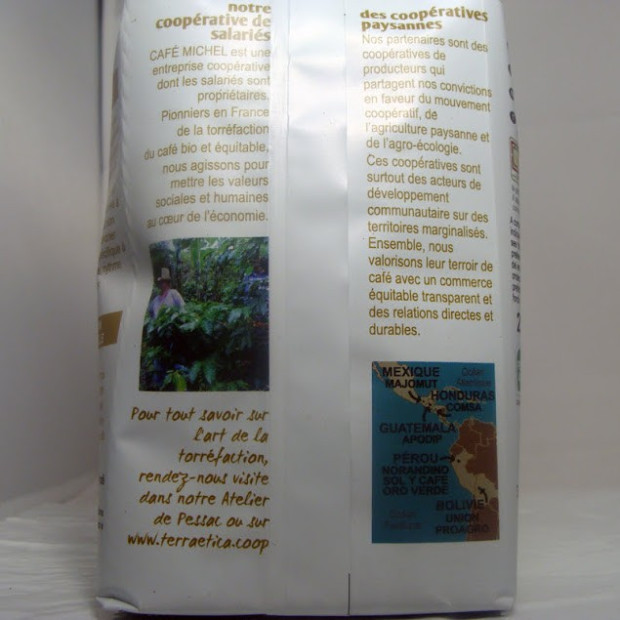 notre
coopérative de
salariés
CAFÉ MICHEL est une
entreprise coopérative
dont les salariés sont
propriétaires.
Pionniers en France
de la torréfaction
du café bio et équitable,
nous agissons pour
mettre les valeurs
sociales et humaines
au cœur de l'économie.
Pour tout savoir sur
l'art de la
torréfaction,
rendez-nous visite
dans notre Atelier
de Pessac ou sur
www.terraetica.coop
des coopératives
paysannes
Nos partenaires sont des
coopératives de
producteurs qui
partagent nos convictions
en faveur du mouvement
coopératif, de
l'agriculture paysanne et
de l'agro-écologie.
Ces coopératives sont
surtout des acteurs de
développement
communautaire sur des
territoires marginalisés.
Ensemble, nous
valorisons leur terroir de
café avec un commerce
équitable transparent et
des relations directes et
durables.
MEXIQUE
MAJOMUT
Océan
Atlantique
HONDURAS
COMSA
GUATEMALA
APODIP
PÉROU
NORANDINO
SOL Y CAFE
ORO VERDE
Océan
Pacifique
BOLIVIE
UNION
PROAGRO